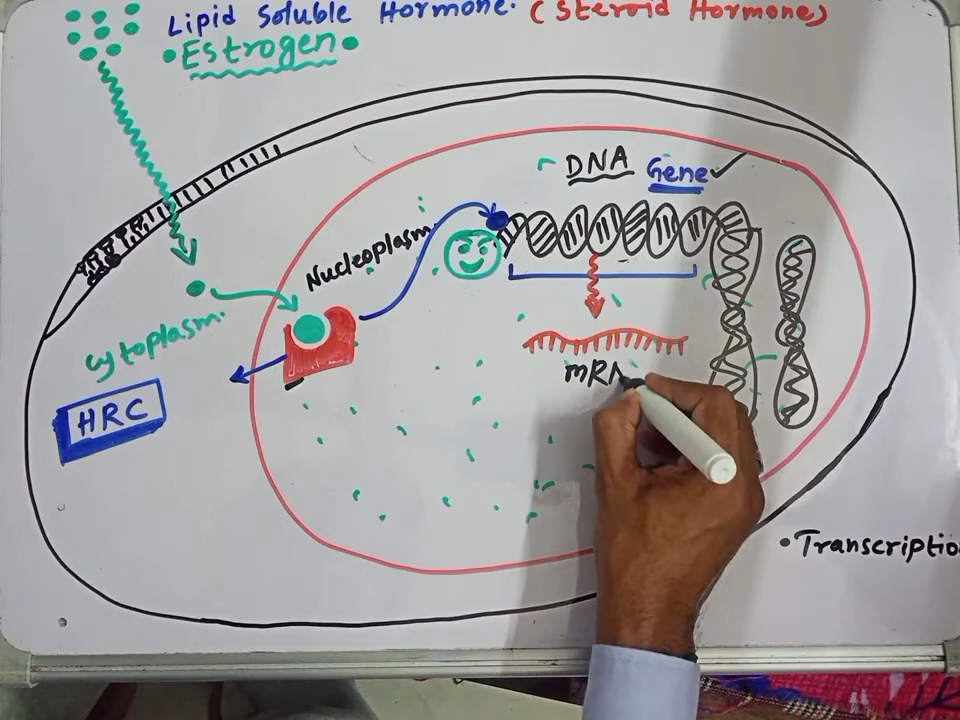 Lipid Soluble Hormone. (Steroid Hormone)
• Estrogen •
DNA Gene ✓
Nucleoplasm
Cytoplasm.
HRC
mRN
• Transcriptio